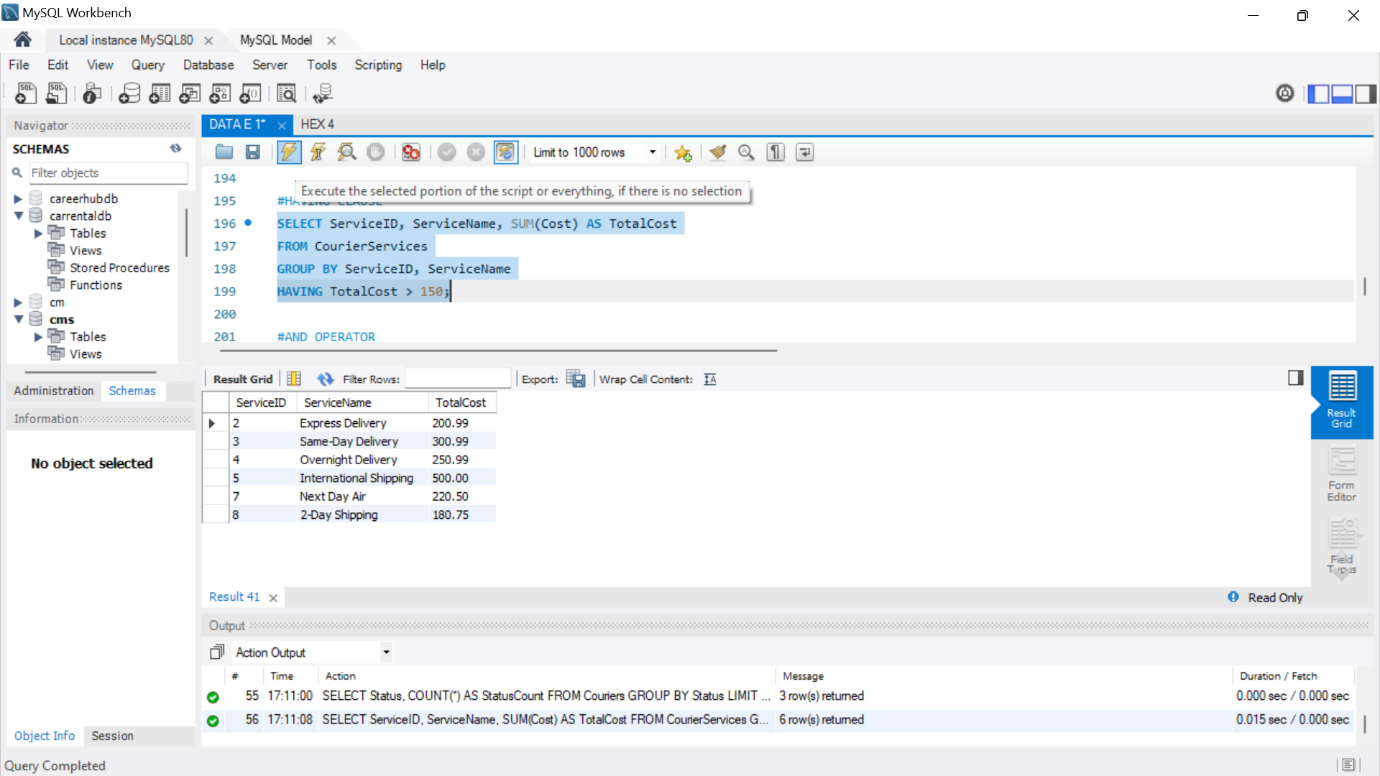 MySQL Workbench
Local instance MySQL80
MySQL Model
File Edit View Query Database Server Tools Scripting Help
Navigator
SCHEMAS
Filter objects
careerhubdb
carrentaldb
Tables
Views
Stored Procedures
Functions
cm
cms
Tables
Views
Administration Schemas
Information
No object selected
Object Info Session
DATA E 1* HEX 4
Limit to 1000 rows
Execute the selected portion of the script or everything, if there is no selection
194
195 #HAVING CLAUSE
196 SELECT ServiceID, ServiceName, SUM(Cost) AS TotalCost
197 FROM CourierServices
198 GROUP BY ServiceID, ServiceName
199 HAVING TotalCost > 150;
200
201 #AND OPERATOR
Result Grid Filter Rows: Export: Wrap Cell Content:
ServiceID ServiceName TotalCost
2 Express Delivery 200.99
3 Same-Day Delivery 300.99
4 Overnight Delivery 250.99
5 International Shipping 500.00
7 Next Day Air 220.50
8 2-Day Shipping 180.75
Result Grid
Form Editor
Field Types
Result 41
Read Only
Output
Action Output
# Time Action Message Duration / Fetch
55 17:11:00 SELECT Status, COUNT(*) AS StatusCount FROM Couriers GROUP BY Status LIMIT ... 3 row(s) returned 0.000 sec / 0.000 sec
56 17:11:08 SELECT ServiceID, ServiceName, SUM(Cost) AS TotalCost FROM CourierServices G... 6 row(s) returned 0.015 sec / 0.000 sec
Query Completed